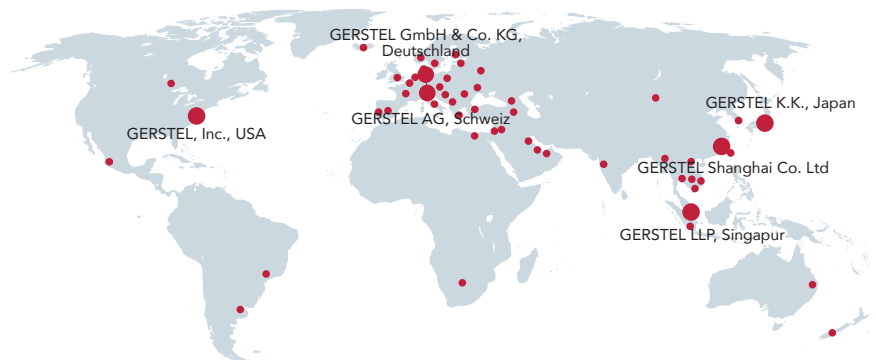 GERSTEL GmbH & Co. KG,
Deutschland
GERSTEL K.K., Japan
GERSTEL AG, Schweiz
GERSTEL, Inc., USA
GERSTEL Shanghai Co. Ltd
GERSTEL LLP, Singapur